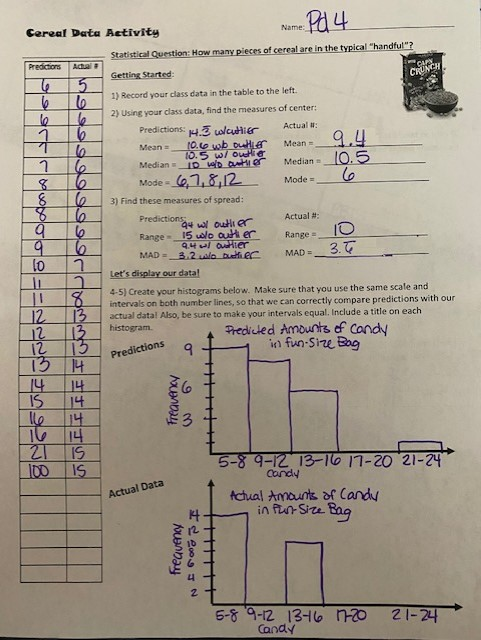 Cereal Data Activity
Name: Pd 4
Statistical Question: How many pieces of cereal are in the typical "handful"?
CAP'N CRUNCH
Predictions Actual #
6 5
6 6
6 6
7 6
7 6
7 6
8 6
8 6
8 6
9 6
9 6
10 7
11 7
11 8
12 13
12 13
12 13
13 14
14 14
15 14
16 14
16 14
21 15
100 15
Getting Started:
1) Record your class data in the table to the left.
2) Using your class data, find the measures of center:
Predictions: 14.3 w/outlier
Mean = 10.6 w/o outlier
10.5 w/ outlier
Median = 10 w/o outlier
Mode = 6, 7, 8, 12
Actual #:
Mean = 9.4
Median = 10.5
Mode = 6
3) Find these measures of spread:
Predictions:
94 w/ outlier
Range = 15 w/o outlier
9.4 w/ outlier
MAD = 3.2 w/o outlier
Actual #:
Range = 10
MAD = 3.6
Let's display our data!
4-5) Create your histograms below. Make sure that you use the same scale and
intervals on both number lines, so that we can correctly compare predictions with our
actual data! Also, be sure to make your intervals equal. Include a title on each
histogram.
Predictions
Predicted Amounts of Candy
in Fun-Size Bag
Frequency
9
6
3
5-8 9-12 13-16 17-20 21-24
Candy
Actual Data
Actual Amounts of Candy
in Fun-Size Bag
Frequency
14
12
10
8
6
4
2
5-8 9-12 13-16 17-20 21-24
Candy